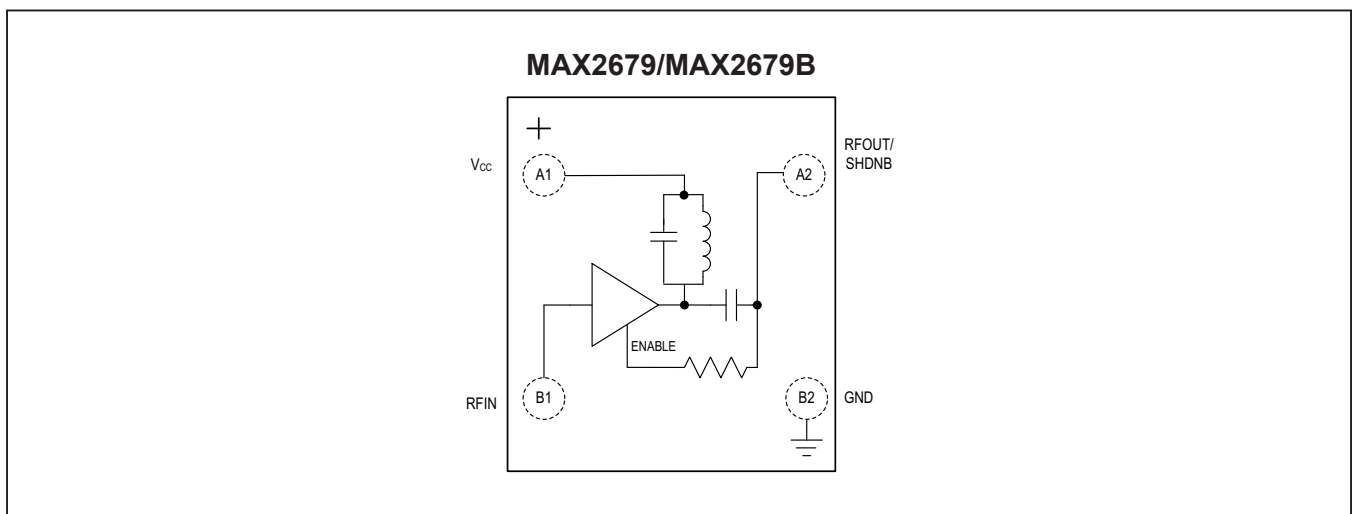 MAX2679/MAX2679B
+
Vcc
A1
A2
RFOUT/
SHDNB
ENABLE
RFIN
B1
B2
GND